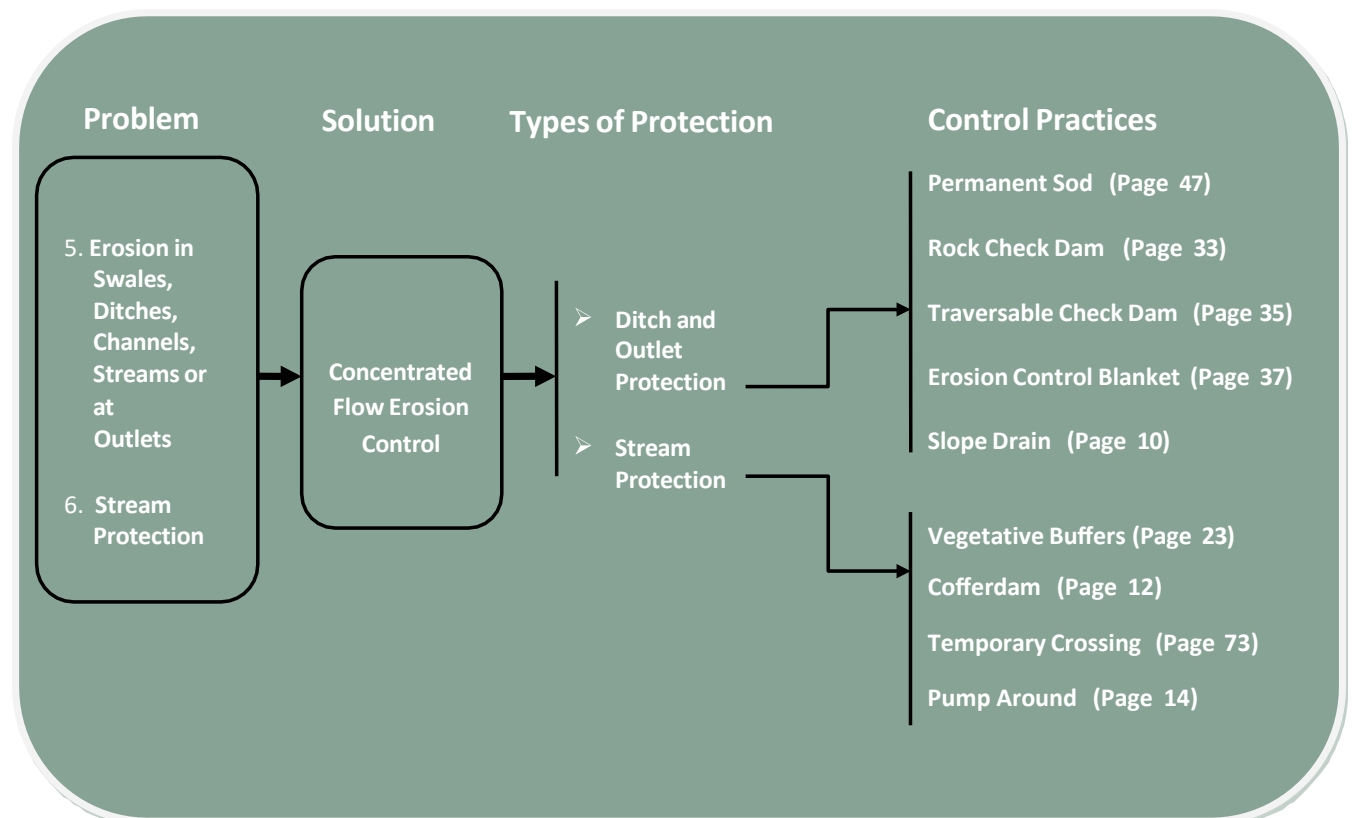 Problem
Solution
Types of Protection
Control Practices
5. Erosion in
Swales,
Ditches,
Channels,
Streams or
at
Outlets
6. Stream
Protection
Concentrated
Flow Erosion
Control
➢ Ditch and
Outlet
Protection
➢ Stream
Protection
Permanent Sod (Page 47)
Rock Check Dam (Page 33)
Traversable Check Dam (Page 35)
Erosion Control Blanket (Page 37)
Slope Drain (Page 10)
Vegetative Buffers (Page 23)
Cofferdam (Page 12)
Temporary Crossing (Page 73)
Pump Around (Page 14)